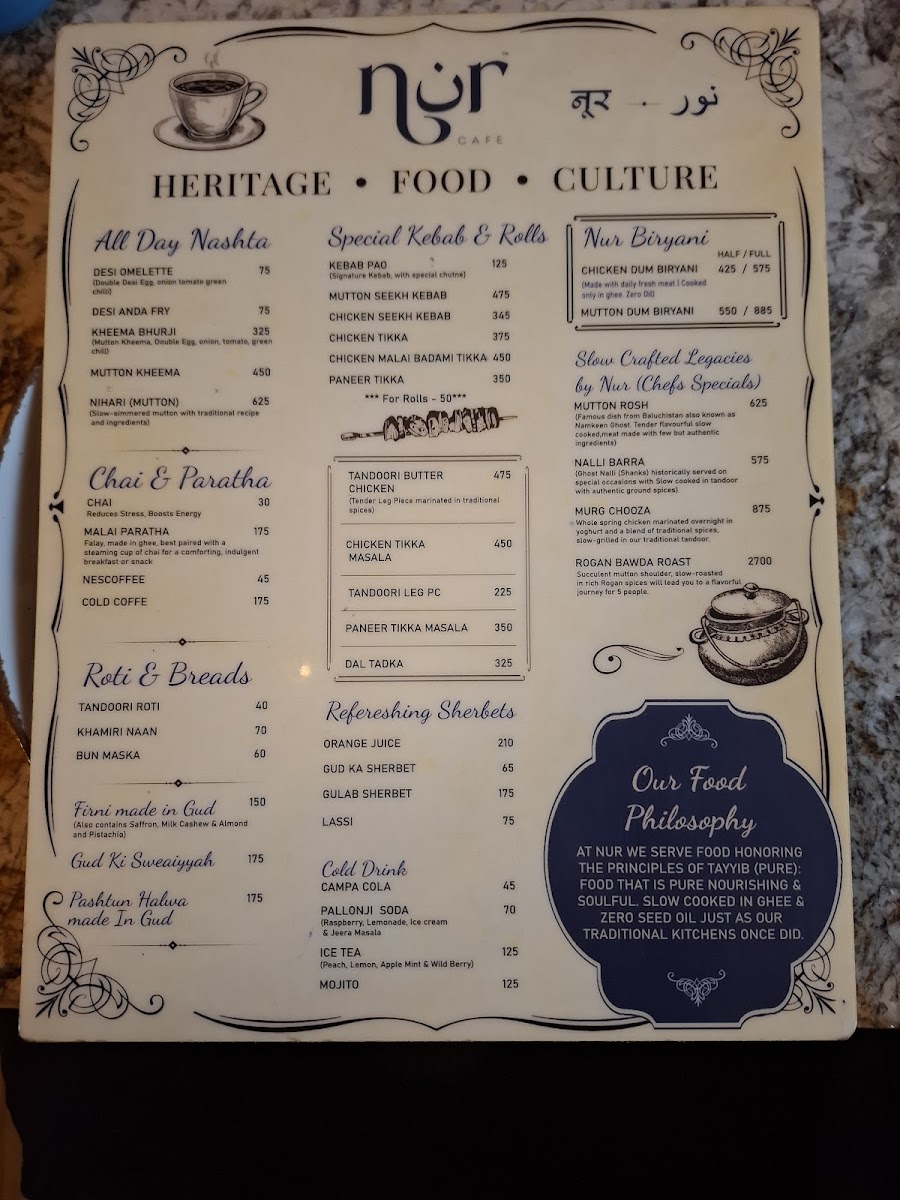 nur
CAFE
नूर · نور
HERITAGE • FOOD • CULTURE
All Day Nashta
DESI OMELETTE 75
(Double Desi Egg, onion tomato green
chilli)
DESI ANDA FRY 75
KHEEMA BHURJI 325
(Mutton Kheema, Double Egg, onion, tomato, green
chill)
MUTTON KHEEMA 450
NIHARI (MUTTON) 625
(Slow-simmered mutton with traditional recipe
and ingredients)
Chai & Paratha
CHAI 30
Reduces Stress, Boosts Energy
MALAI PARATHA 175
Falay, made in ghee, best paired with a
steaming cup of chai for a comforting, indulgent
breakfast or snack
NESCOFFEE 45
COLD COFFE 175
Roti & Breads
TANDOORI ROTI 40
KHAMIRI NAAN 70
BUN MASKA 60
Firni made in Gud 150
(Also contains Saffron, Milk Cashew & Almond
and Pistachio)
Gud Ki Sweaiyyah 175
Pashtun Halwa 175
made In Gud
Special Kebab & Rolls
KEBAB PAO 125
(Signature Kebab, with special chutne)
MUTTON SEEKH KEBAB 475
CHICKEN SEEKH KEBAB 345
CHICKEN TIKKA 375
CHICKEN MALAI BADAMI TIKKA 450
PANEER TIKKA 350
*** For Rolls - 50***
TANDOORI BUTTER 475
CHICKEN
(Tender Leg Piece marinated in traditional
spices)
CHICKEN TIKKA 450
MASALA
TANDOORI LEG PC 225
PANEER TIKKA MASALA 350
DAL TADKA 325
Refereshing Sherbets
ORANGE JUICE 210
GUD KA SHERBET 65
GULAB SHERBET 175
LASSI 75
Cold Drink
CAMPA COLA 45
PALLONJI SODA 70
(Raspberry, Lemonade, Ice cream
& Jeera Masala
ICE TEA 125
(Peach, Lemon, Apple Mint & Wild Berry)
MOJITO 125
Nur Biryani
HALF / FULL
CHICKEN DUM BIRYANI 425 / 575
(Made with daily fresh meat | Cooked
only in ghee. Zero Oil)
MUTTON DUM BIRYANI 550 / 885
Slow Crafted Legacies
by Nur (Chefs Specials)
MUTTON ROSH 625
(Famous dish from Baluchistan also known as
Namkeen Ghost. Tender flavourful slow
cooked,meat made with few but authentic
ingredients)
NALLI BARRA 575
(Ghost Nalli (Shanks) historically served on
special occasions with Slow cooked in tandoor
with authentic ground spices)
MURG CHOOZA 875
Whole spring chicken marinated overnight in
yoghurt and a blend of traditional spices,
slow-grilled in our traditional tandoor.
ROGAN BAWDA ROAST 2700
Succulent mutton shoulder, slow-roasted
in rich Rogan spices will lead you to a flavorful
journey for 5 people.
Our Food
Philosophy
AT NUR WE SERVE FOOD HONORING
THE PRINCIPLES OF TAYYIB (PURE):
FOOD THAT IS PURE NOURISHING &
SOULFUL. SLOW COOKED IN GHEE &
ZERO SEED OIL JUST AS OUR
TRADITIONAL KITCHENS ONCE DID.